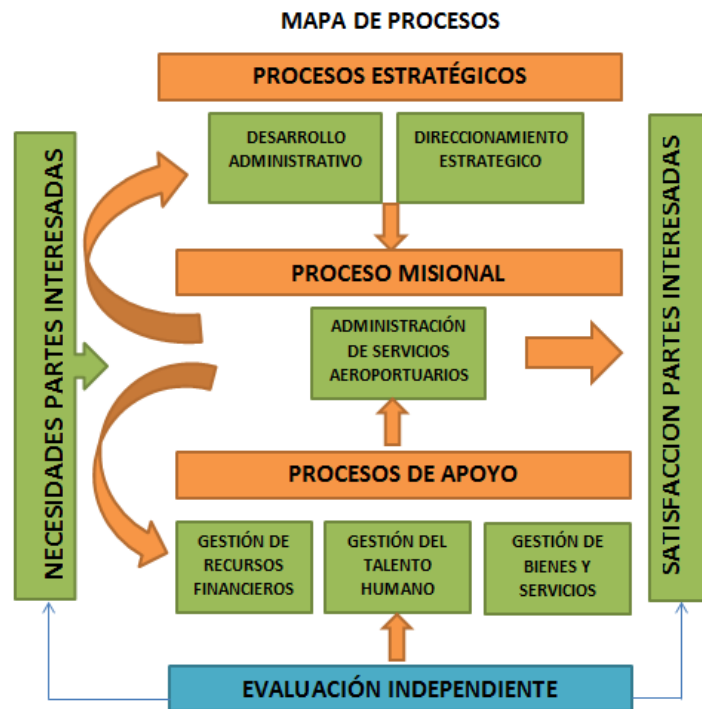 MAPA DE PROCESOS
PROCESOS ESTRATÉGICOS
DESARROLLO
ADMINISTRATIVO
DIRECCIONAMIENTO
ESTRATEGICO
NECESIDADES PARTES INTERESADAS
PROCESO MISIONAL
ADMINISTRACIÓN
DE SERVICIOS
AEROPORTUARIOS
SATISFACCION PARTES INTERESADAS
PROCESOS DE APOYO
GESTIÓN DE
RECURSOS
FINANCIEROS
GESTIÓN DEL
TALENTO
HUMANO
GESTIÓN DE
BIENES Y
SERVICIOS
EVALUACIÓN INDEPENDIENTE